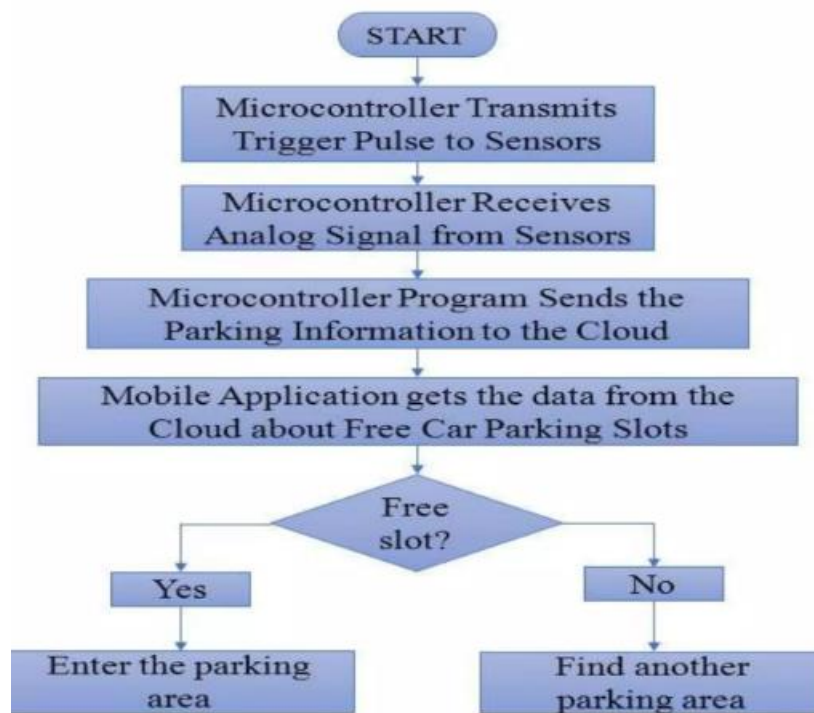 START
Microcontroller Transmits
Trigger Pulse to Sensors
Microcontroller Receives
Analog Signal from Sensors
Microcontroller Program Sends the
Parking Information to the Cloud
Mobile Application gets the data from the
Cloud about Free Car Parking Slots
Free
slot?
Yes
No
Enter the parking
area
Find another
parking area